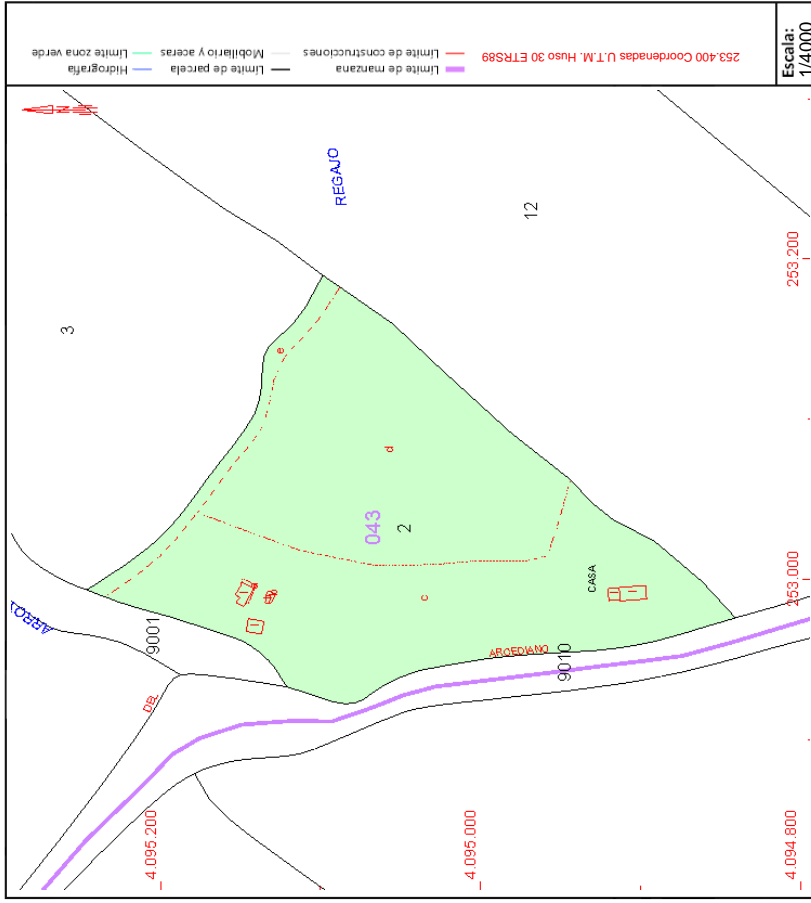 Límite de manzana
Límite de construcciones
253.400 Coordenadas U.T.M. Huso 30 ETRS89
Límite de parcela
Mobiliario y aceras
Hidrografía
Límite zona verde
Escala:
1/4000
REGAJO
12
3
253.200
e
d
043
2
c
CASA
253.000
9001
DEL
ARCEDIANO
9010
4.095.200
4.095.000
4.094.800